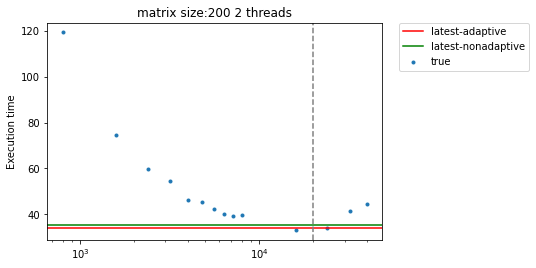 matrix size:200 2 threads
120
100
80
60
40
Execution time
10³
10⁴
latest-adaptive
latest-nonadaptive
true